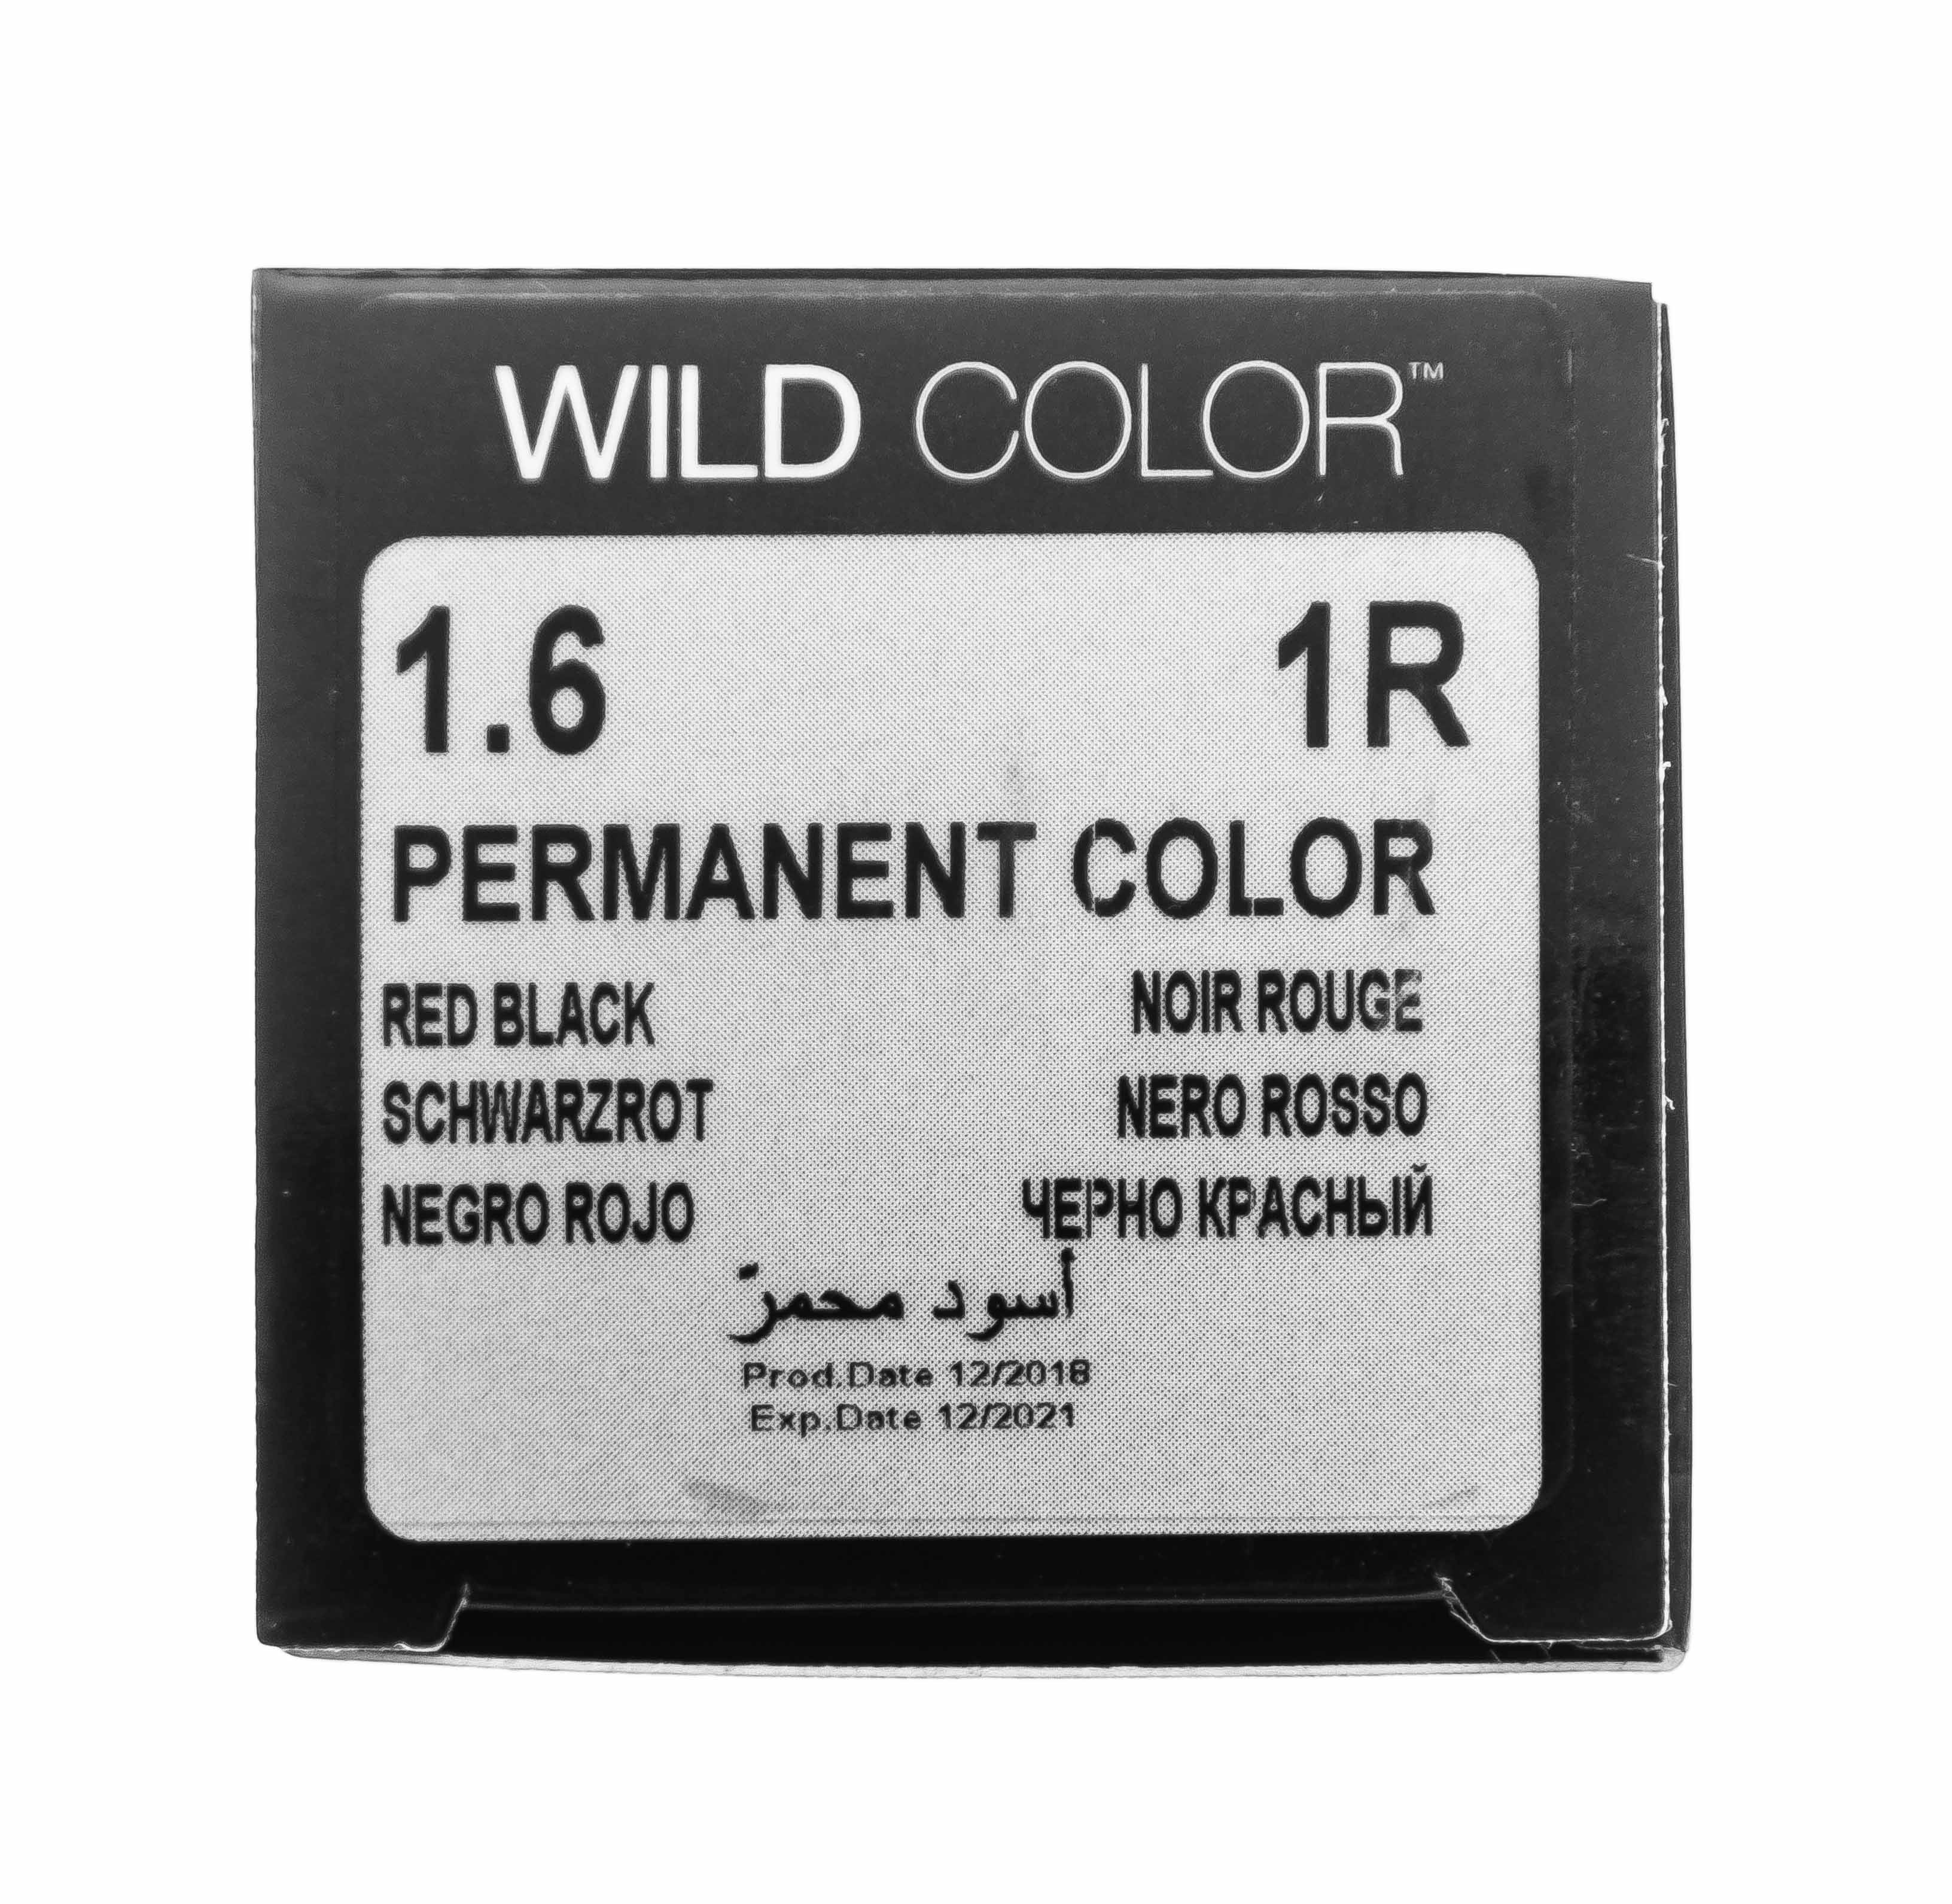 WILD COLOR™
1.6 1R
PERMANENT COLOR
RED BLACK NOIR ROUGE
SCHWARZROT NERO ROSSO
NEGRO ROJO ЧЕРНО КРАСНЫЙ
أسود محمرّ
Prod.Date 12/2018
Exp.Date 12/2021